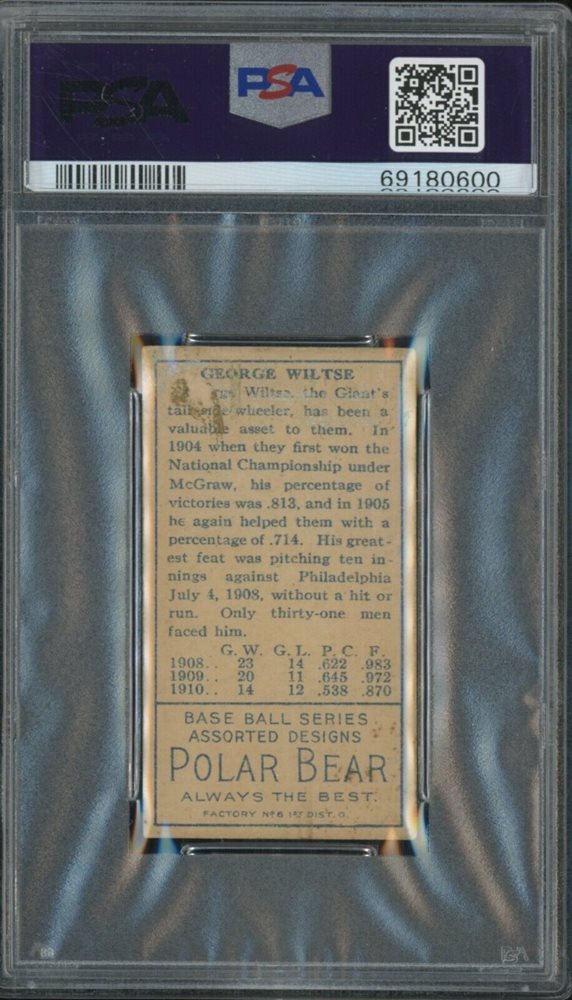 PSA
PSA
69180600
GEORGE WILTSE
Wiltse, the Giant's
tall side wheeler, has been a
valuable asset to them. In
1904 when they first won the
National Championship under
McGraw, his percentage of
victories was .813, and in 1905
he again helped them with a
percentage of .714. His great-
est feat was pitching ten in-
nings against Philadelphia
July 4, 1908, without a hit or
run. Only thirty-one men
faced him.
G. W. G. L. P. C. F.
1908.. 23 14 .622 .983
1909.. 20 11 .645 .972
1910.. 14 12 .538 .870
BASE BALL SERIES
ASSORTED DESIGNS
POLAR BEAR
ALWAYS THE BEST.
FACTORY Nº6 1ST DIST. O.